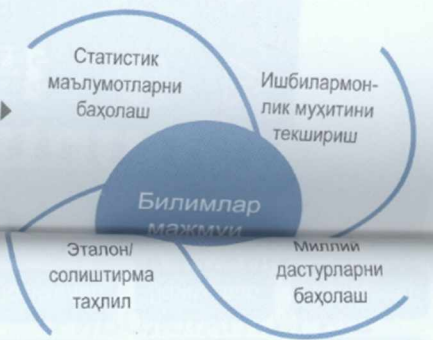 Статистик
маълумотларни
баҳолаш
Ишбилармон-
лик муҳитини
текшириш
Билимлар
мажмуи
Эталон/
солиштирма
таҳлил
Миллий
дастурларни
баҳолаш